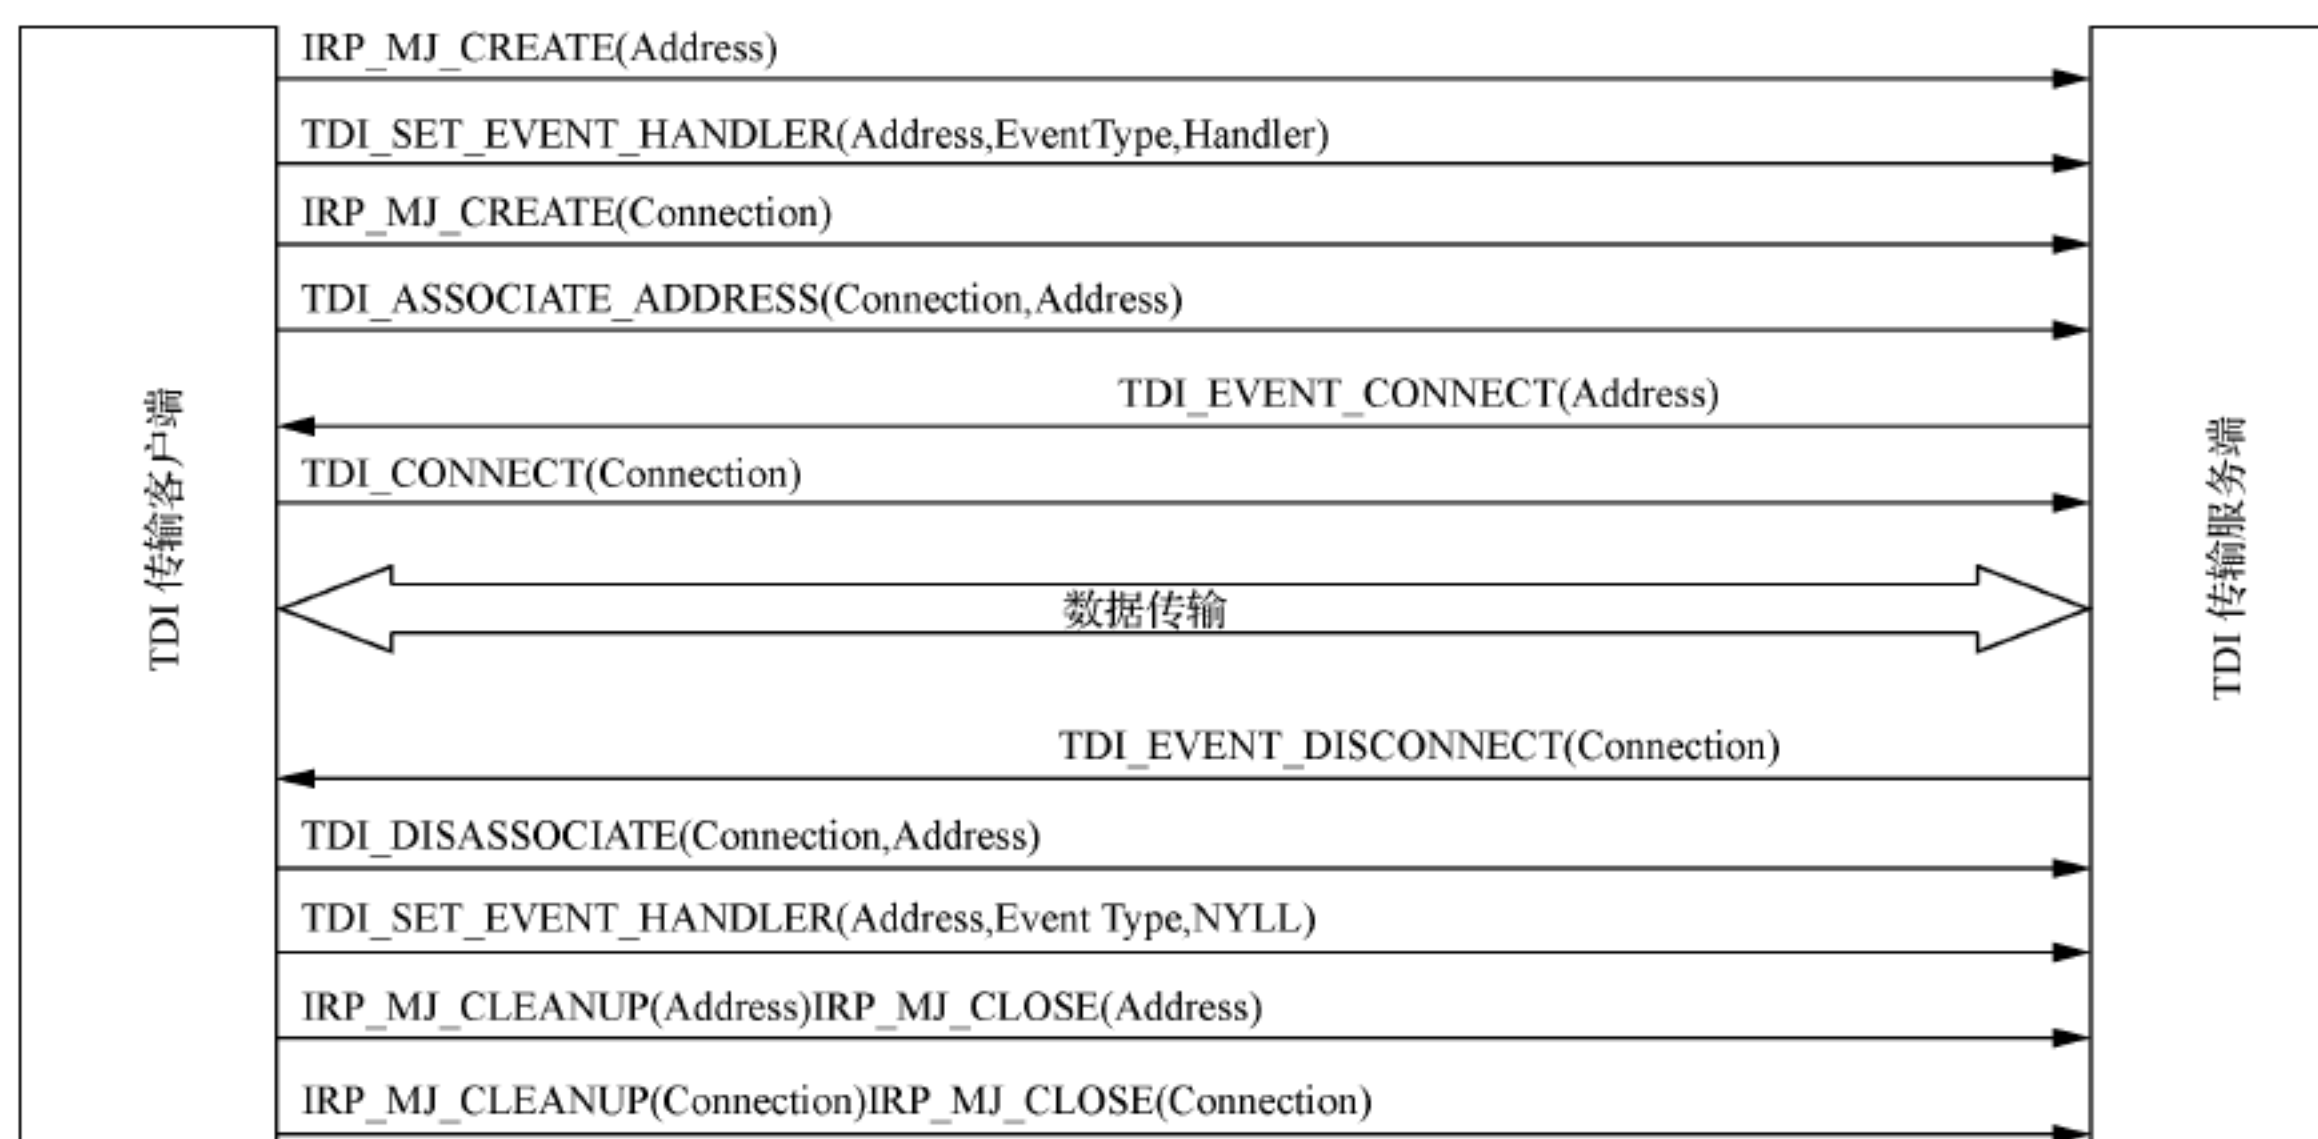 IRP_MJ_CREATE(Address)
TDI_SET_EVENT_HANDLER(Address,EventType,Handler)
IRP_MJ_CREATE(Connection)
TDI_ASSOCIATE_ADDRESS(Connection,Address)
TDI_EVENT_CONNECT(Address)
TDI_CONNECT(Connection)
TDI 传输客户端
数据传输
TDI 传输服务端
TDI_EVENT_DISCONNECT(Connection)
TDI_DISASSOCIATE(Connection,Address)
TDI_SET_EVENT_HANDLER(Address,Event Type,NYLL)
IRP_MJ_CLEANUP(Address)IRP_MJ_CLOSE(Address)
IRP_MJ_CLEANUP(Connection)IRP_MJ_CLOSE(Connection)